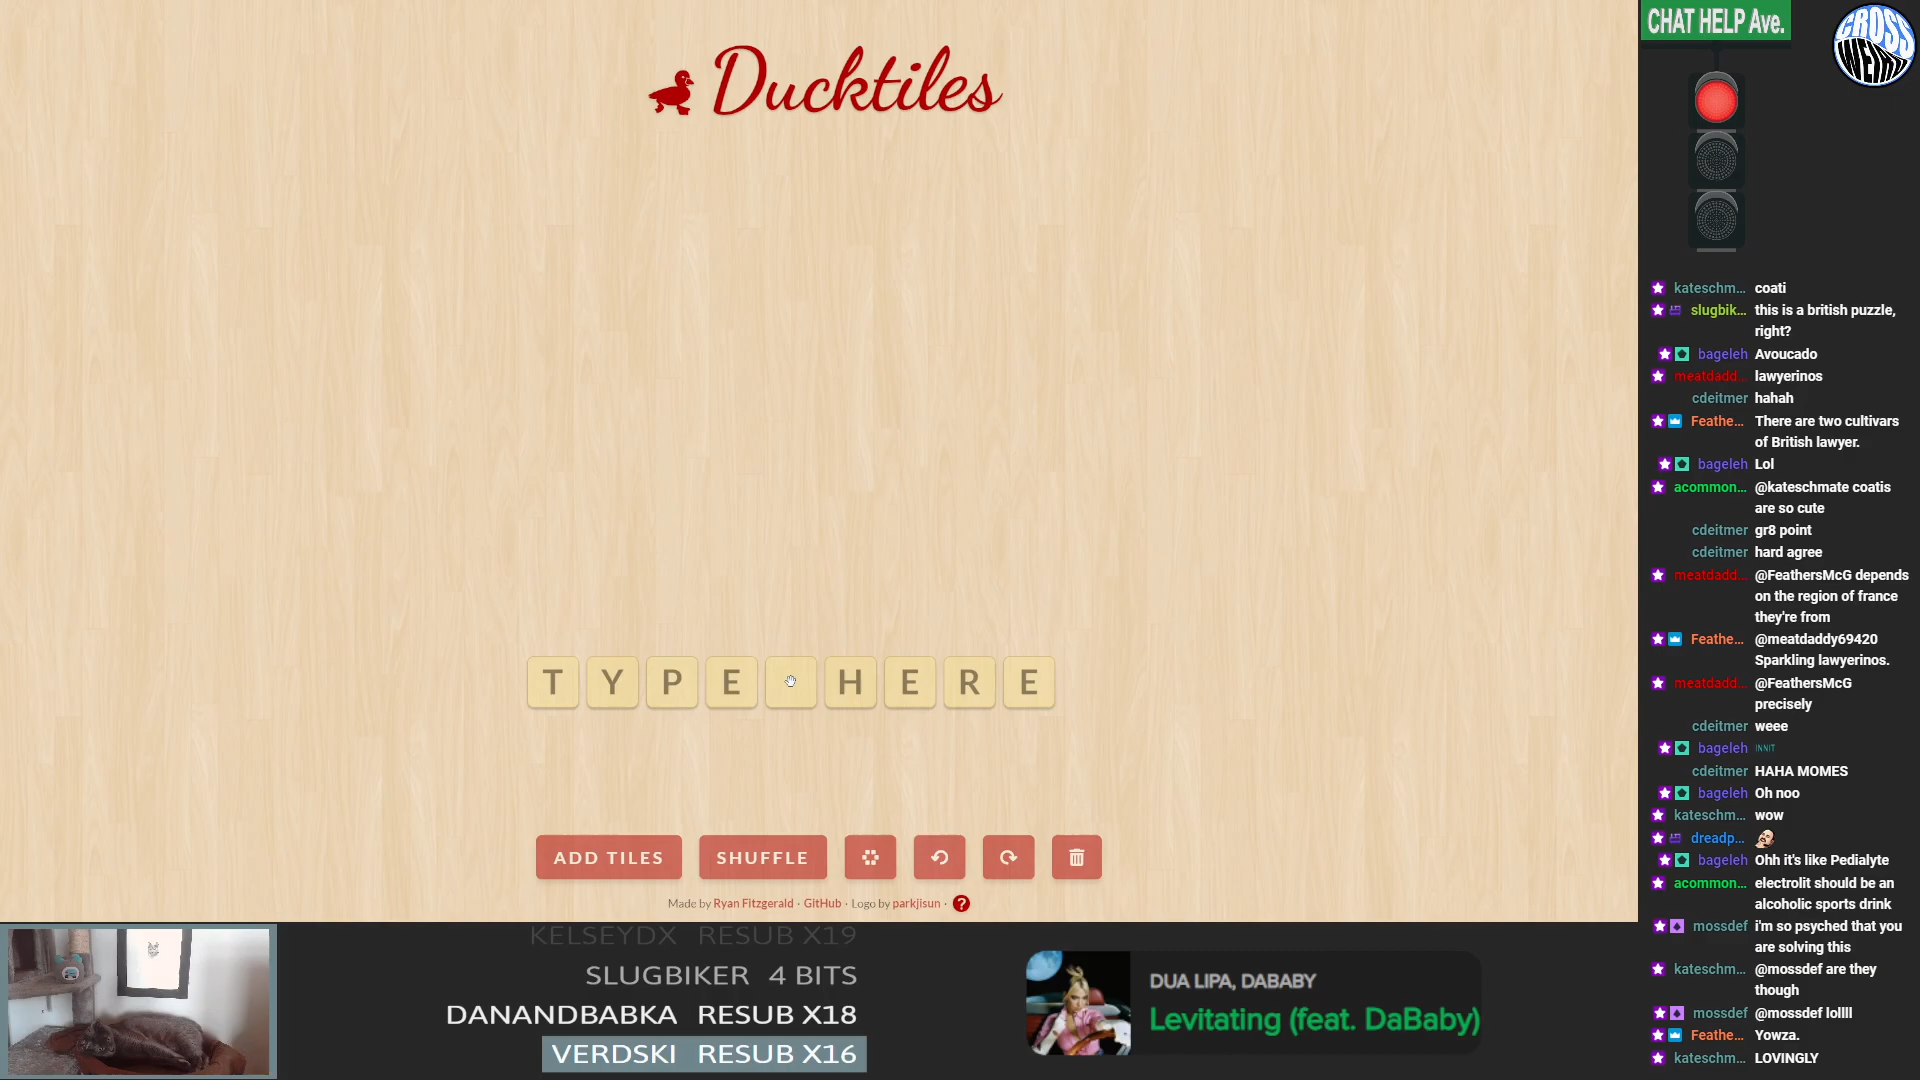 Ducktiles
T Y P E H E R E
ADD TILES SHUFFLE
Made by Ryan Fitzgerald · GitHub · Logo by parkjisun · ?
KELSEYDX RESUB X19
SLUGBIKER 4 BITS
DANANDBABKA RESUB X18
VERDSKI RESUB X16
DUA LIPA, DABABY
Levitating (feat. DaBaby)
CHAT HELP Ave.
CROSS
WEIRD
kateschm... coati
slugbik... this is a british puzzle,
right?
bageleh Avoucado
meatdadd... lawyerinos
cdeitmer hahah
Feathe... There are two cultivars
of British lawyer.
bageleh Lol
acommon... @kateschmate coatis
are so cute
cdeitmer gr8 point
cdeitmer hard agree
meatdadd... @FeathersMcG depends
on the region of france
they're from
Feathe... @meatdaddy69420
Sparkling lawyerinos.
meatdadd... @FeathersMcG
precisely
cdeitmer weee
bageleh INNIT
cdeitmer HAHA MOMES
bageleh Oh noo
kateschm... wow
dreadp...
bageleh Ohh it's like Pedialyte
acommon... electrolit should be an
alcoholic sports drink
mossdef i'm so psyched that you
are solving this
kateschm... @mossdef are they
though
mossdef @mossdef lollll
Feathe... Yowza.
kateschm... LOVINGLY